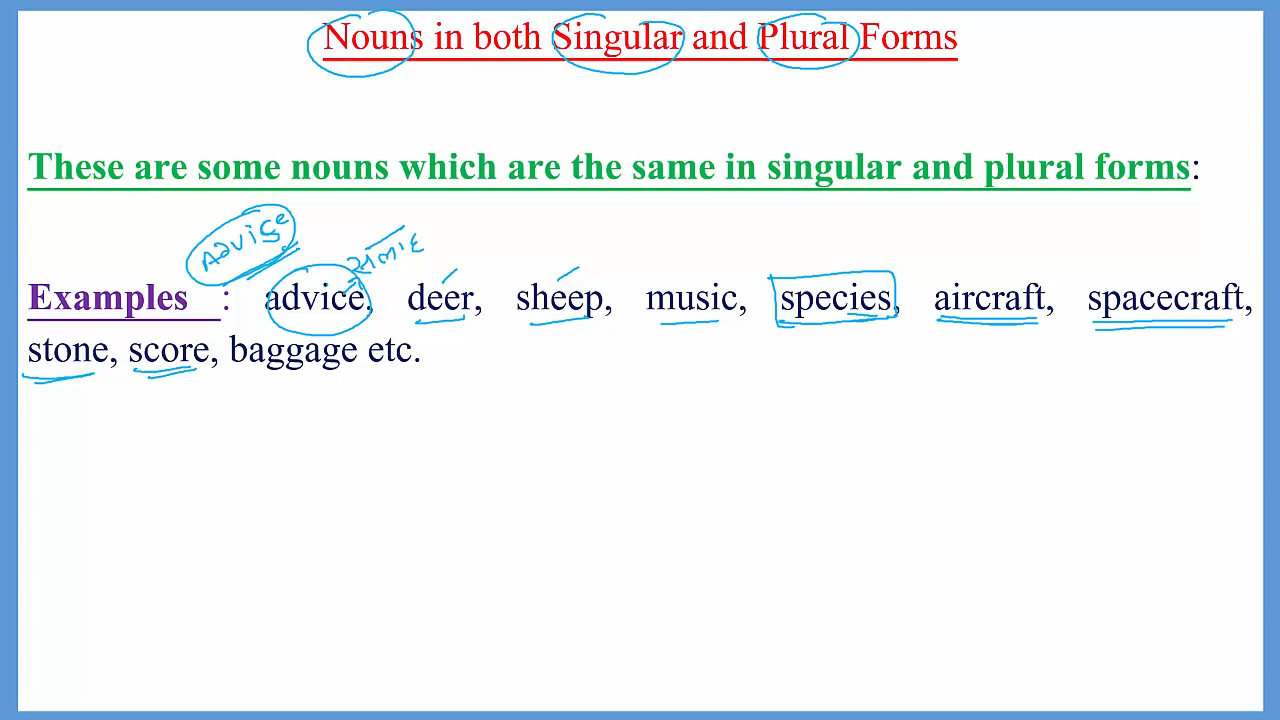 Nouns in both Singular and Plural Forms
These are some nouns which are the same in singular and plural forms:
Advise
Examples : advice, deer, sheep, music, species, aircraft, spacecraft,
stone, score, baggage etc.